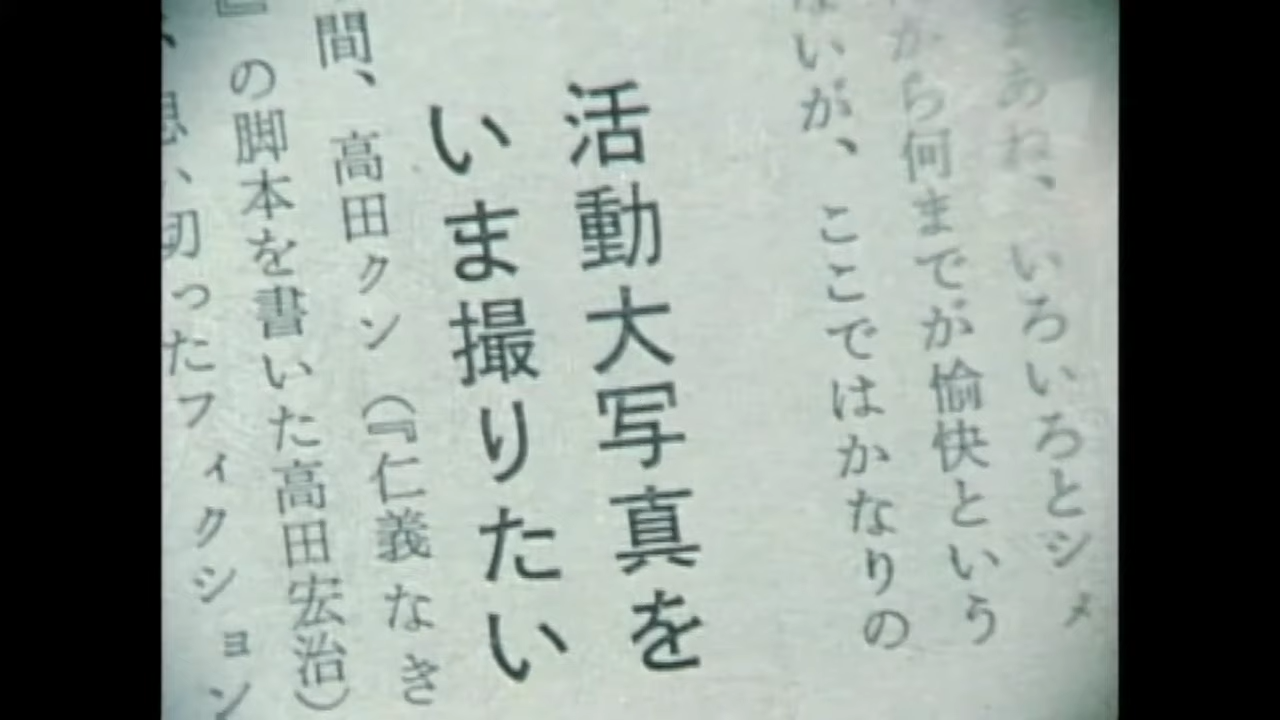 あね、いろいろとシメ
から何までが愉快という
いが、ここではかなりの
活動大写真を
いま撮りたい
間、高田クン（『仁義なき
』の脚本を書いた高田宏治）
思い切ったフィクション